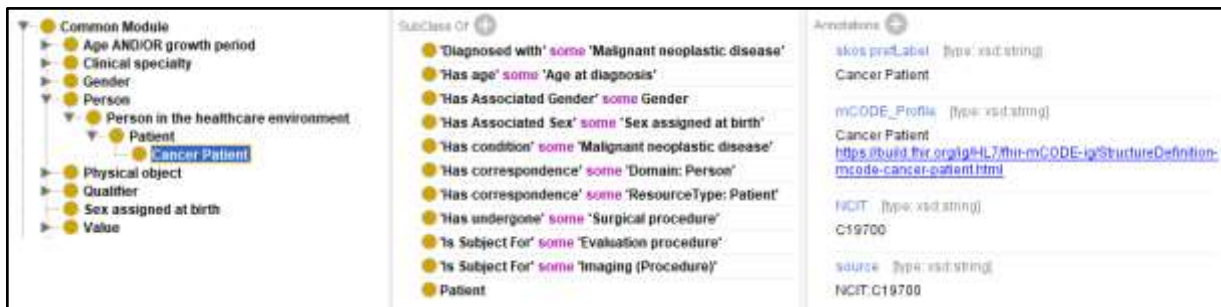 Common Module
Age AND/OR growth period
Clinical specialty
Gender
Person
Person in the healthcare environment
Patient
Cancer Patient
Physical object
Qualifier
Sex assigned at birth
Value
SubClass Of
'Diagnosed with' some 'Malignant neoplastic disease'
'Has age' some 'Age at diagnosis'
'Has Associated Gender' some Gender
'Has Associated Sex' some 'Sex assigned at birth'
'Has condition' some 'Malignant neoplastic disease'
'Has correspondence' some 'Domain: Person'
'Has correspondence' some 'ResourceType: Patient'
'Has undergone' some 'Surgical procedure'
'Is Subject For' some 'Evaluation procedure'
'Is Subject For' some 'Imaging (Procedure)'
Patient
Annotations
skos:prefLabel [type: xsd:string]
Cancer Patient
mCODE_Profile [type: xsd:string]
Cancer Patient
https://build.fhir.org/ig/HL7/fhir-mCODE-ig/StructureDefinition-
mcode-cancer-patient.html
NCIT [type: xsd:string]
C19700
source [type: xsd:string]
NCIT:C19700